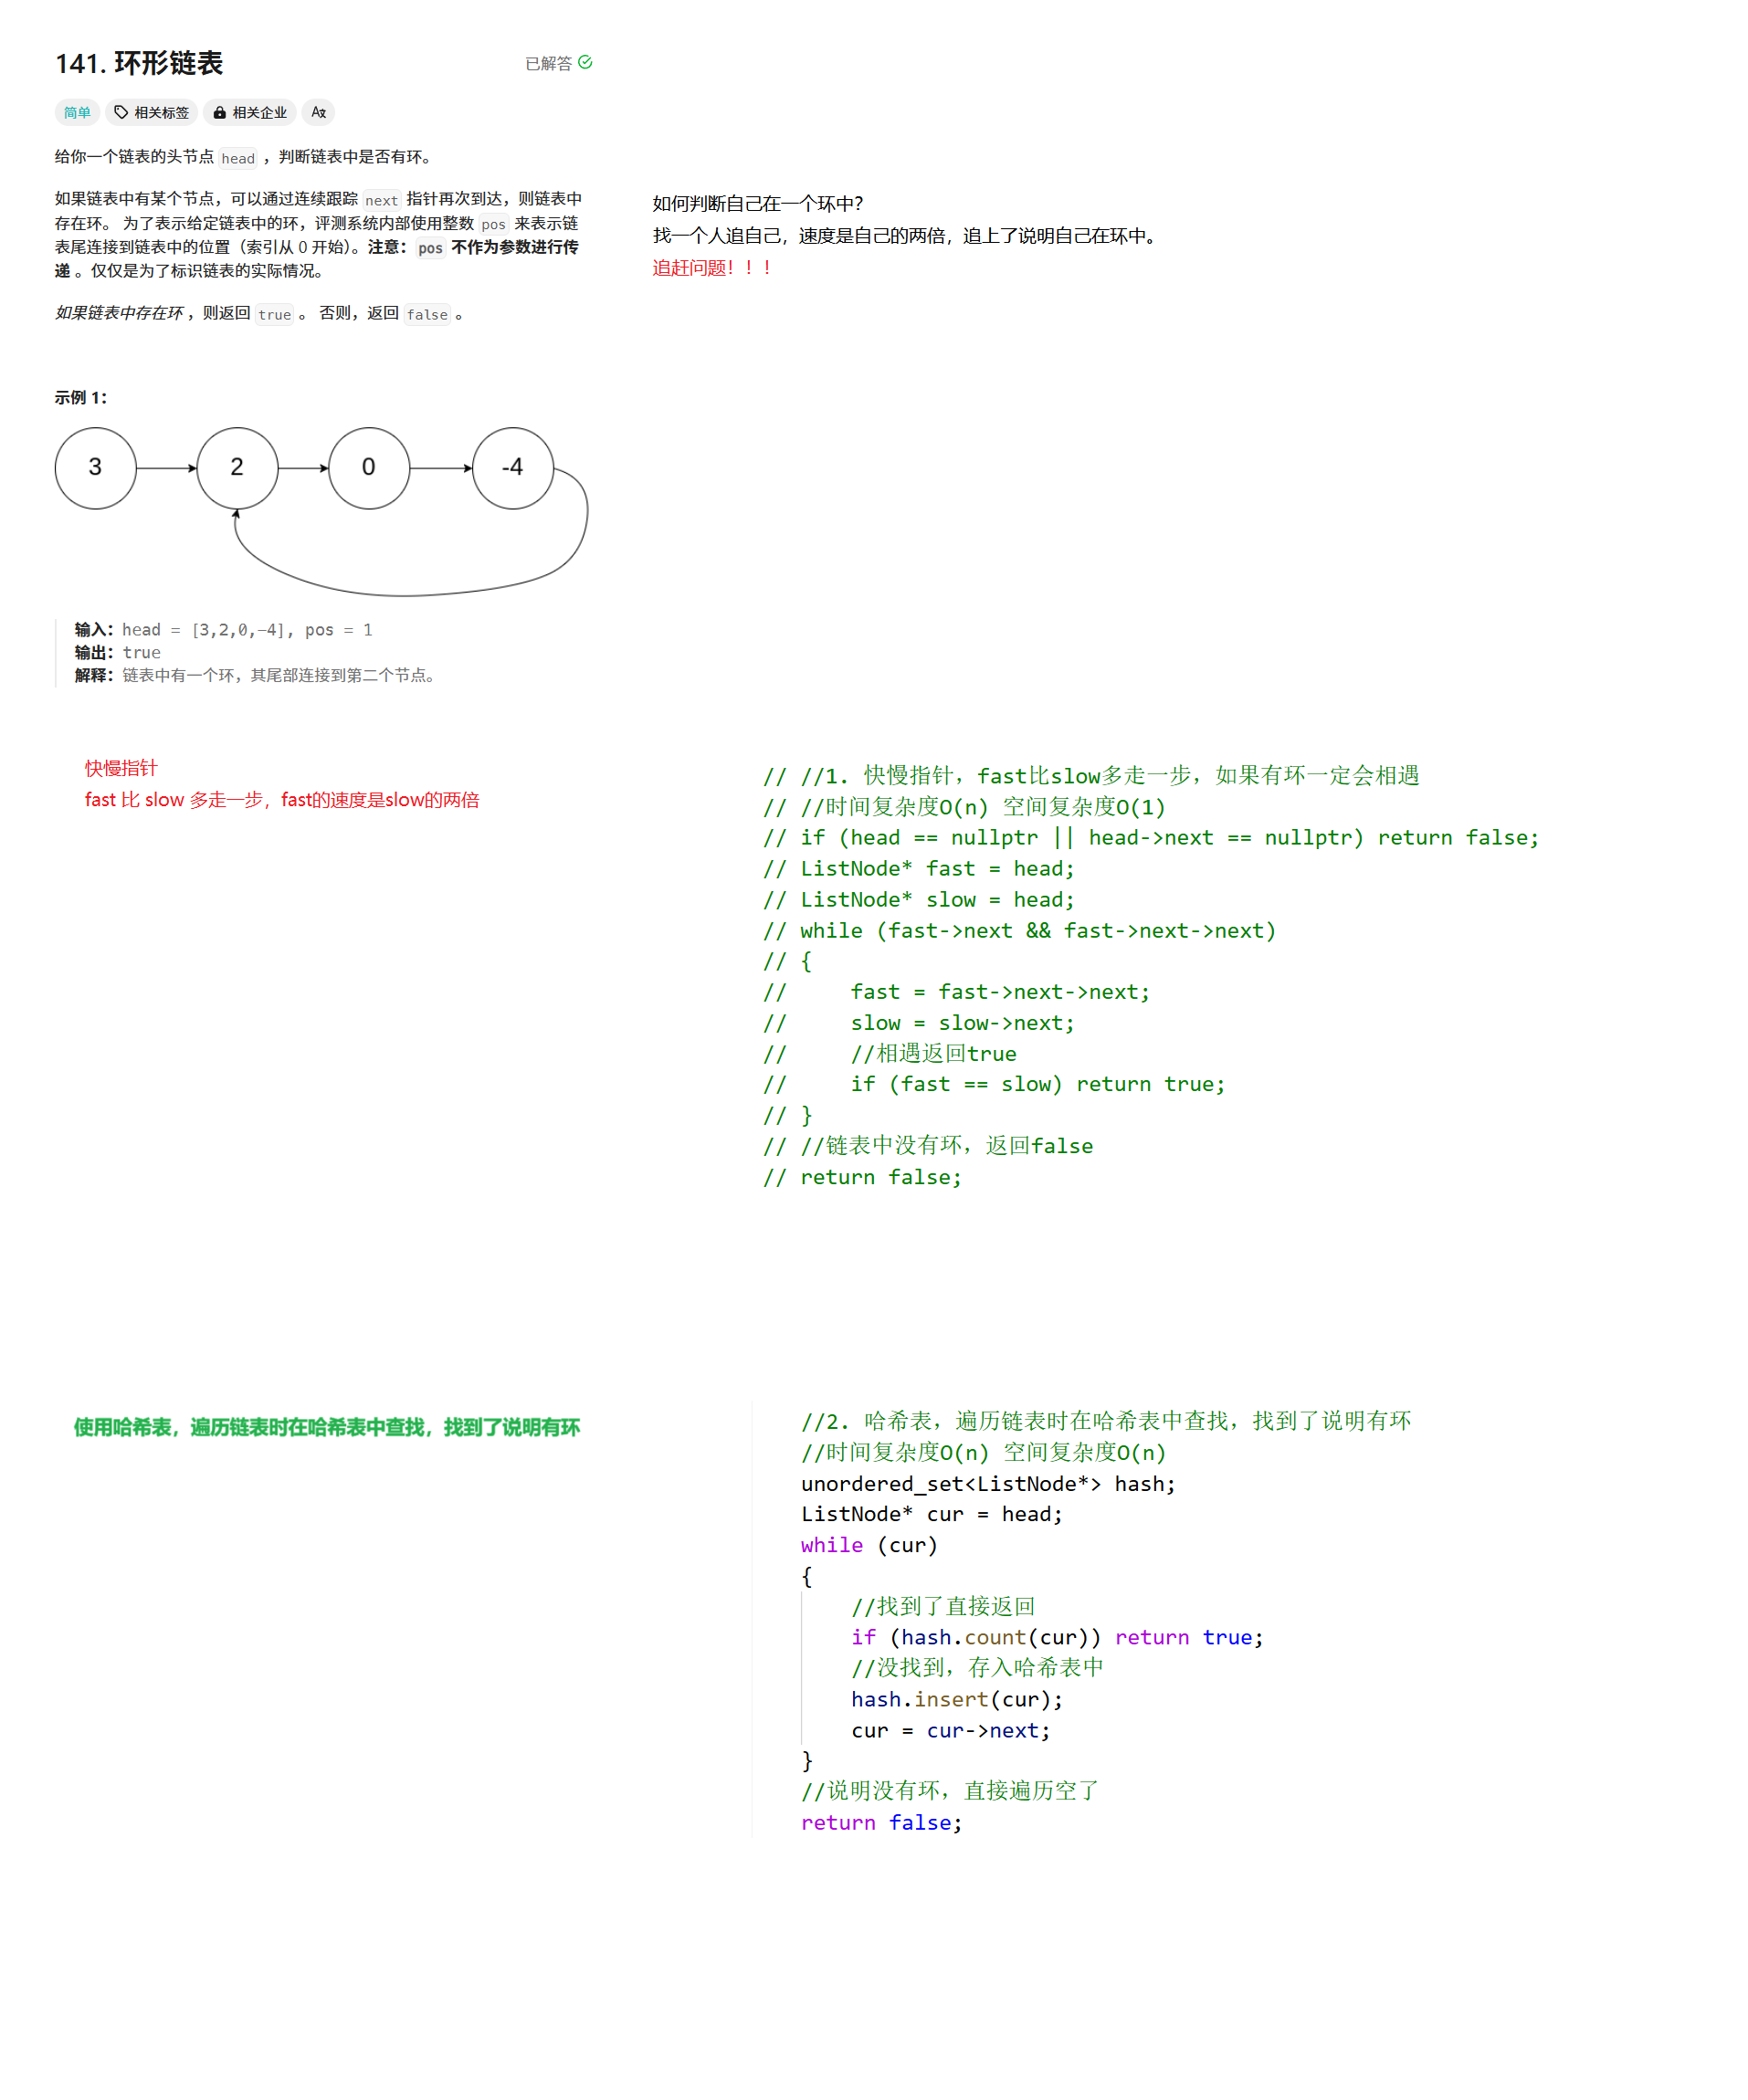 141. 环形链表
已解答
简单 相关标签 相关企业
给你一个链表的头节点 head ，判断链表中是否有环。
如果链表中有某个节点，可以通过连续跟踪 next 指针再次到达，则链表中
存在环。 为了表示给定链表中的环，评测系统内部使用整数 pos 来表示链
表尾连接到链表中的位置（索引从 0 开始）。注意：pos 不作为参数进行传
递 。仅仅是为了标识链表的实际情况。
如果链表中存在环 ，则返回 true 。 否则，返回 false 。
如何判断自己在一个环中？
找一个人追自己，速度是自己的两倍，追上了说明自己在环中。
追赶问题！！！
示例 1：
3 2 0 -4
输入：head = [3,2,0,-4], pos = 1
输出：true
解释：链表中有一个环，其尾部连接到第二个节点。
快慢指针
fast 比 slow 多走一步，fast的速度是slow的两倍
// //1. 快慢指针，fast比slow多走一步，如果有环一定会相遇
// //时间复杂度O(n) 空间复杂度O(1)
// if (head == nullptr || head->next == nullptr) return false;
// ListNode* fast = head;
// ListNode* slow = head;
// while (fast->next && fast->next->next)
// {
//     fast = fast->next->next;
//     slow = slow->next;
//     //相遇返回true
//     if (fast == slow) return true;
// }
// //链表中没有环，返回false
// return false;
使用哈希表，遍历链表时在哈希表中查找，找到了说明有环
//2. 哈希表，遍历链表时在哈希表中查找，找到了说明有环
//时间复杂度O(n) 空间复杂度O(n)
unordered_set<ListNode*> hash;
ListNode* cur = head;
while (cur)
{
    //找到了直接返回
    if (hash.count(cur)) return true;
    //没找到，存入哈希表中
    hash.insert(cur);
    cur = cur->next;
}
//说明没有环，直接遍历空了
return false;